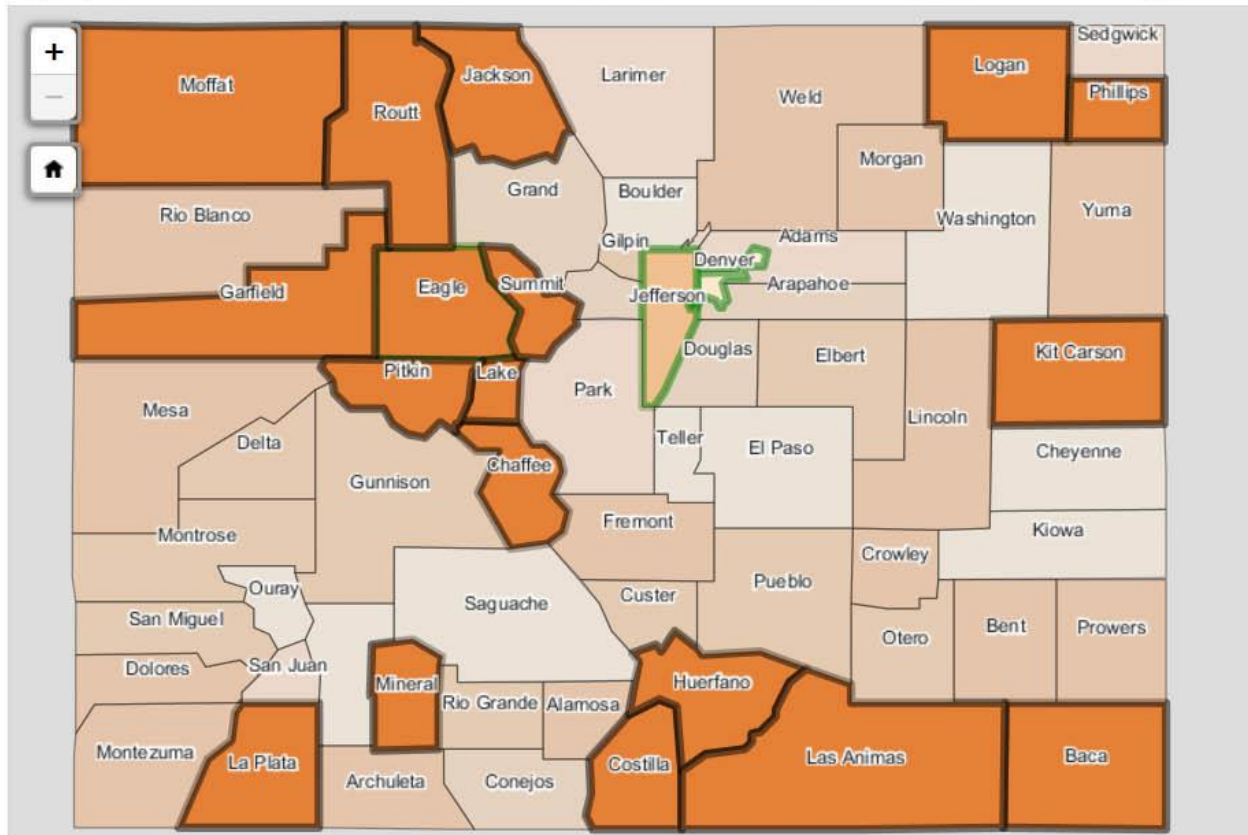 +
−
Moffat
Routt
Jackson
Larimer
Weld
Logan
Sedgwick
Phillips
Morgan
Grand
Boulder
Washington
Yuma
Rio Blanco
Gilpin
Adams
Denver
Garfield
Eagle
Summit
Jefferson
Arapahoe
Douglas
Elbert
Kit Carson
Pitkin
Lake
Park
Mesa
Lincoln
Delta
Teller
El Paso
Cheyenne
Chaffee
Gunnison
Fremont
Kiowa
Montrose
Crowley
Ouray
Saguache
Custer
Pueblo
San Miguel
Otero
Bent
Prowers
Dolores
San Juan
Mineral
Huerfano
Rio Grande
Alamosa
Montezuma
La Plata
Costilla
Las Animas
Baca
Archuleta
Conejos